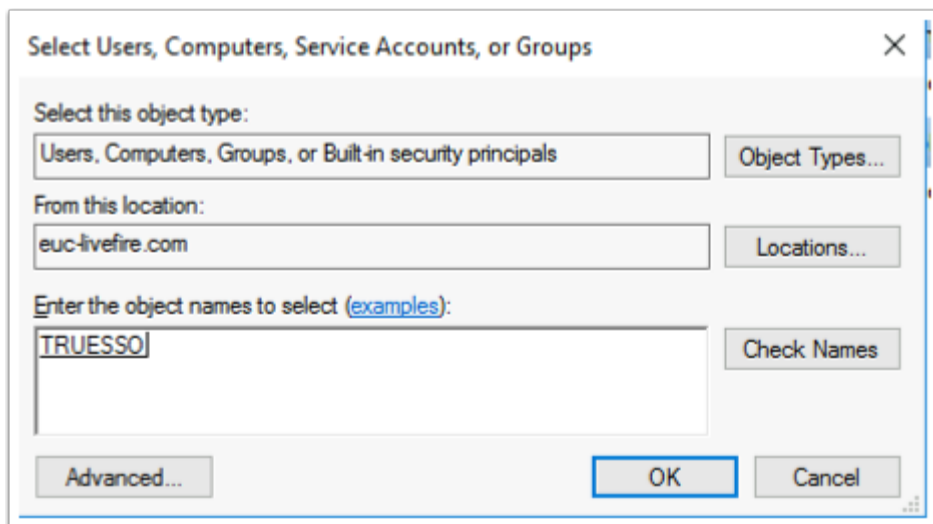 Select Users, Computers, Service Accounts, or Groups
Select this object type:
Users, Computers, Groups, or Built-in security principals
Object Types...
From this location:
euc-livefire.com
Locations...
Enter the object names to select (examples):
TRUESSO
Check Names
Advanced...
OK
Cancel